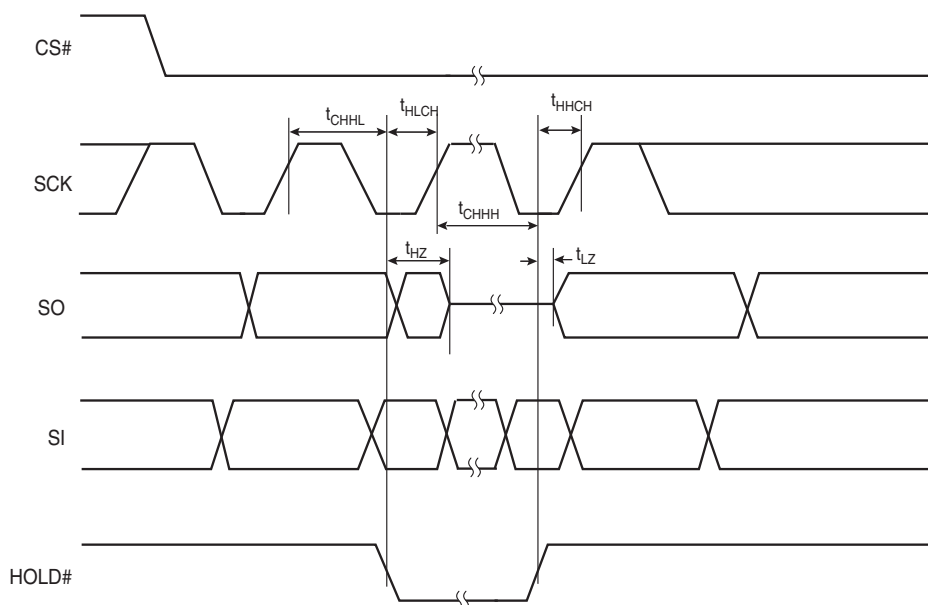 CS#
tCHHL
tHLCH
tHHCH
SCK
tCHHH
tHZ
tLZ
SO
SI
HOLD#